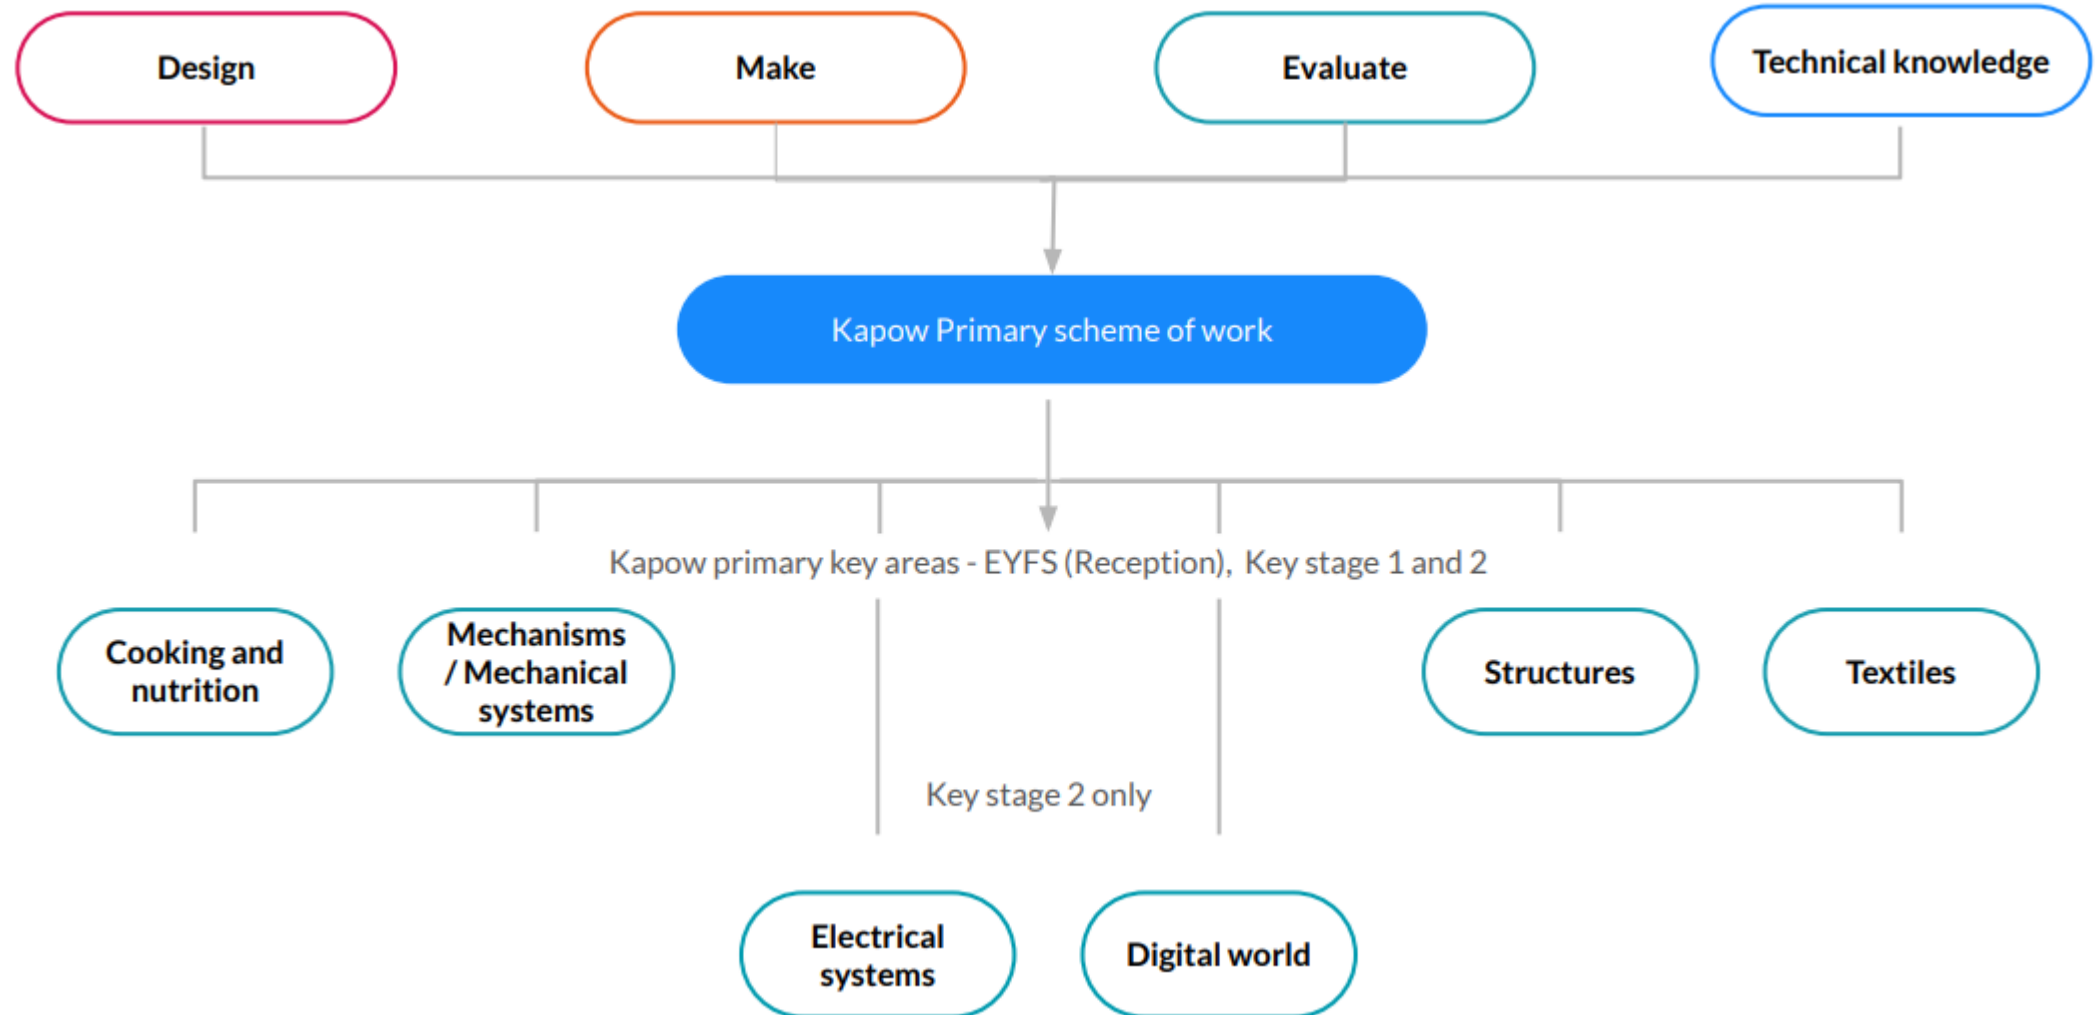 Design
Make
Evaluate
Technical knowledge
Kapow Primary scheme of work
Kapow primary key areas - EYFS (Reception), Key stage 1 and 2
Cooking and
nutrition
Mechanisms
/ Mechanical
systems
Structures
Textiles
Key stage 2 only
Electrical
systems
Digital world